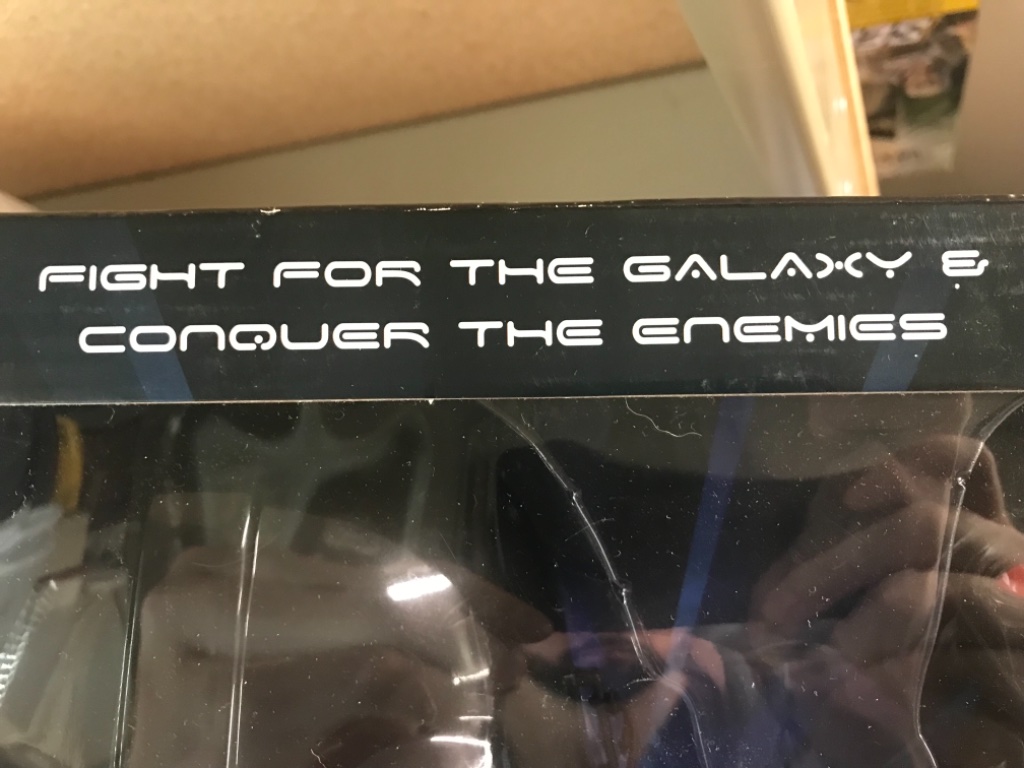 FIGHT FOR THE GALAXY &
CONQUER THE ENEMIES